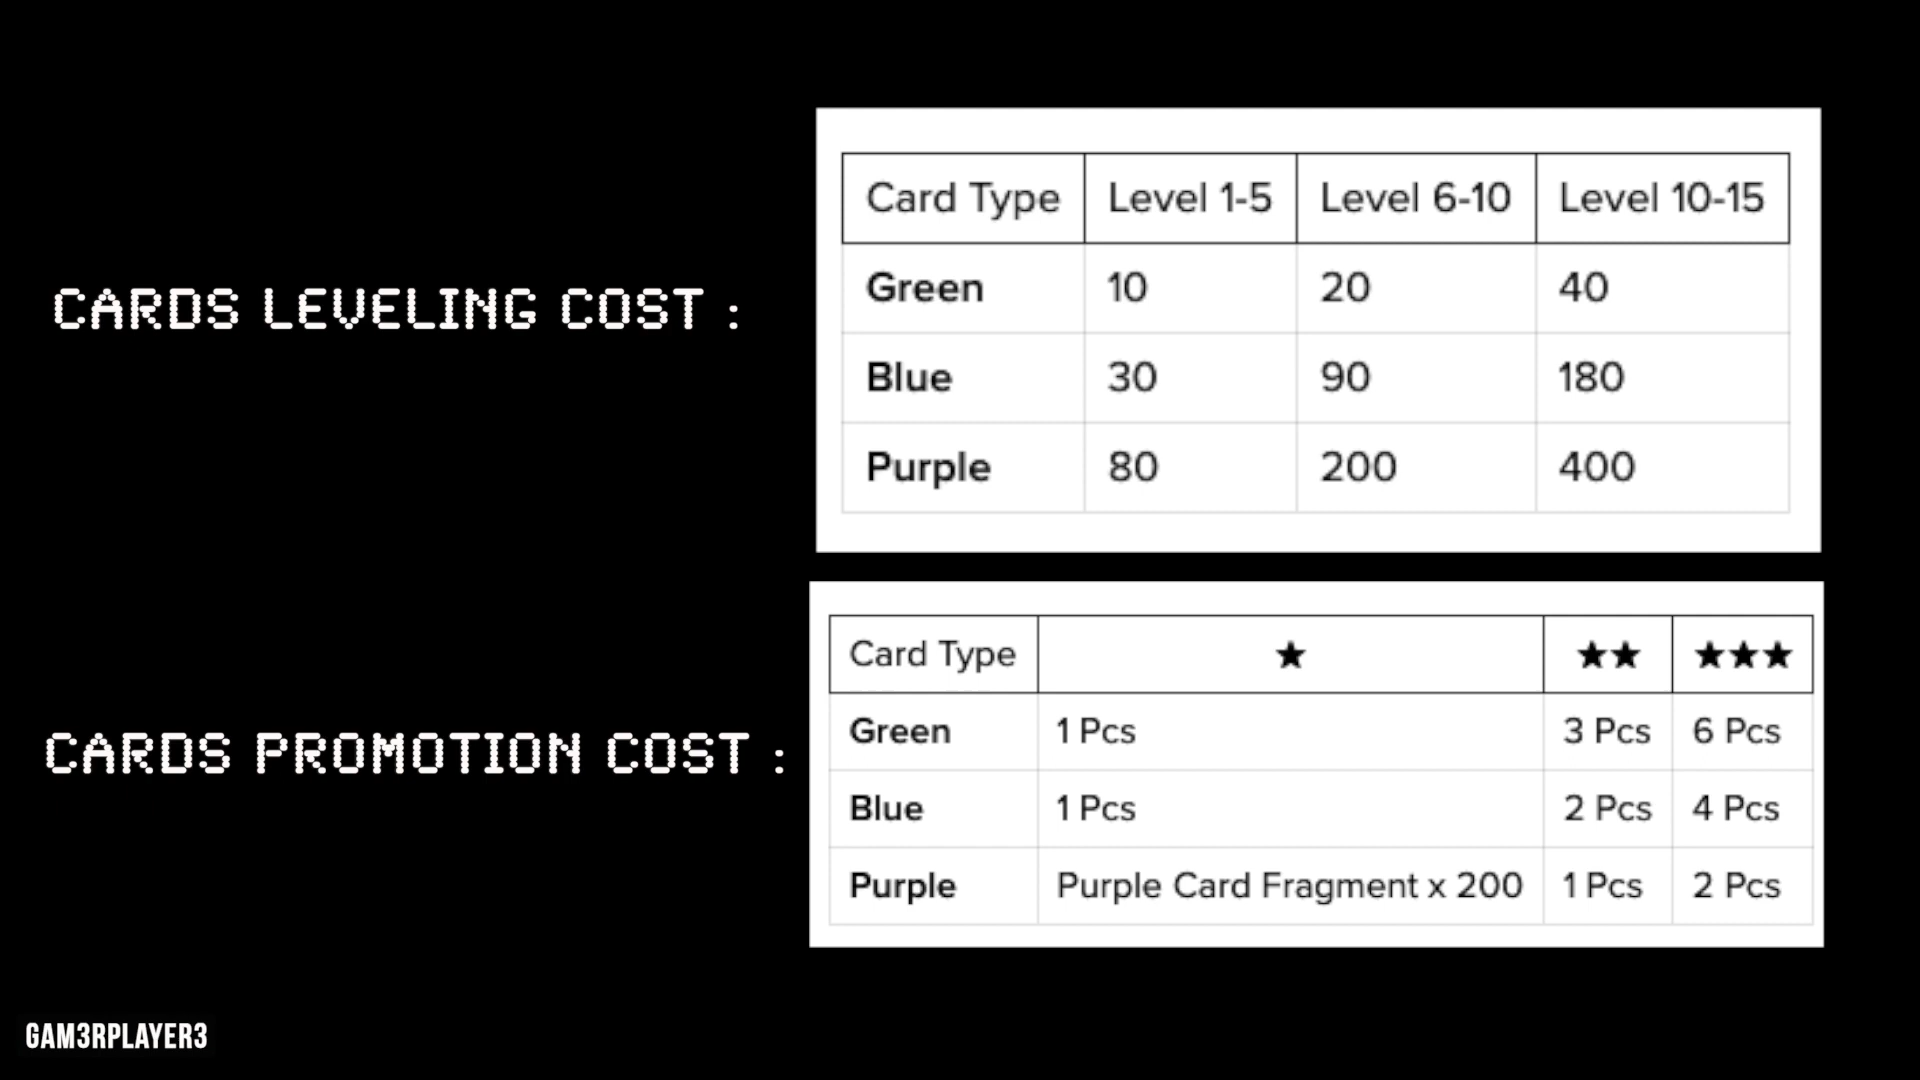 CARDS LEVELING COST :
Card Type Level 1-5 Level 6-10 Level 10-15
Green 10 20 40
Blue 30 90 180
Purple 80 200 400
CARDS PROMOTION COST :
Card Type ★ ★★ ★★★
Green 1 Pcs 3 Pcs 6 Pcs
Blue 1 Pcs 2 Pcs 4 Pcs
Purple Purple Card Fragment x 200 1 Pcs 2 Pcs
GAM3RPLAYER3